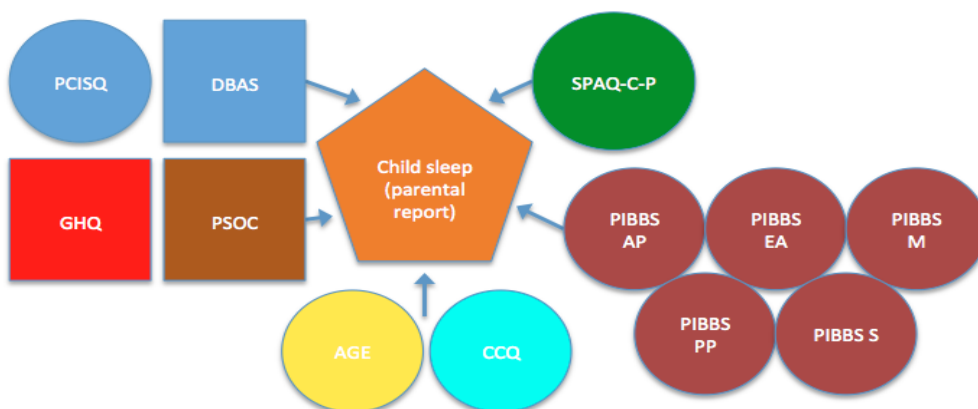 PCISQ
DBAS
SPAQ-C-P
Child sleep
(parental
report)
GHQ
PSOC
PIBBS
AP
PIBBS
EA
PIBBS
M
PIBBS
PP
PIBBS S
AGE
CCQ